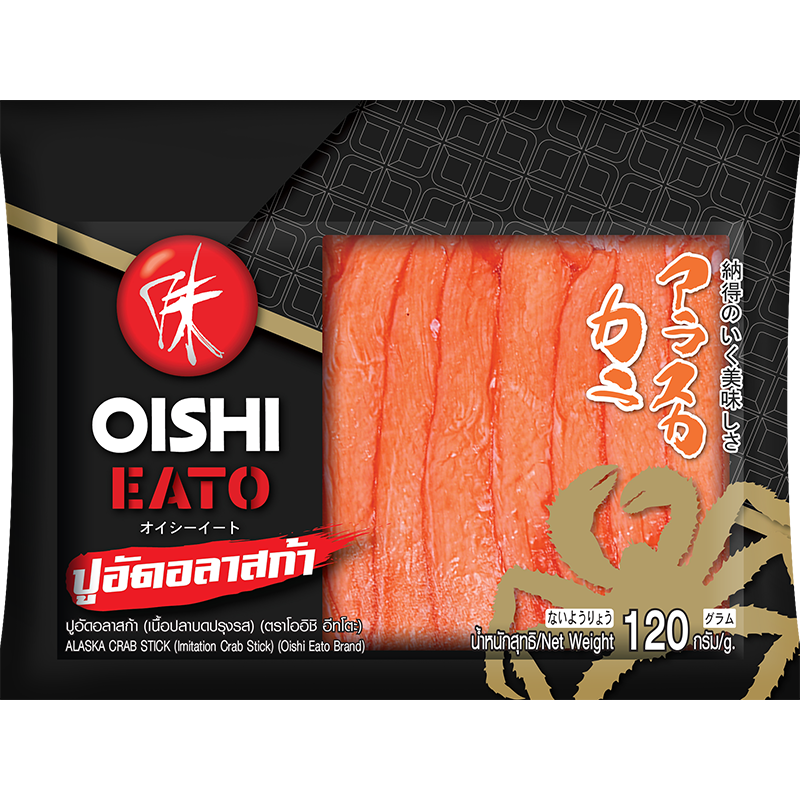 味
OISHI
EATO
オイシーイート
ปูอัดอลาสก้า
ปูอัดอลาสก้า (เนื้อปลาบดปรุงรส) (ตราโออิชิ อีทโตะ)
ALASKA CRAB STICK (Imitation Crab Stick) (Oishi Eato Brand)
納得のいく美味しさ
アラスカ
カニ
ないようりょう
グラム
น้ำหนักสุทธิ/Net Weight 120 กรัม/g.